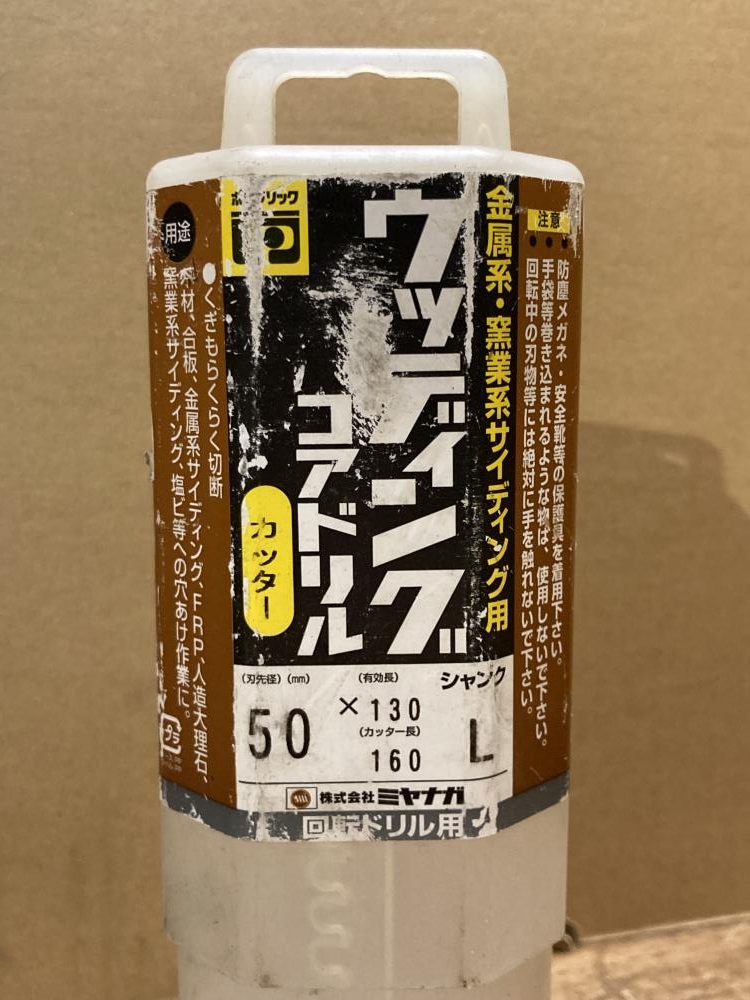 用途
●くぎもらくらく切断
木材、合板、金属系サイディング、FRP、人造大理石、
窯業系サイディング、塩ビ等への穴あけ作業に。
プラ
金属系・窯業系サイディング用
ウッディング
コアドリル
カッター
(刃先径) (mm)
50
×
(有効長)
130
(カッター長)
160
シャンク
L
株式会社ミヤナガ
回転ドリル用
注意
防塵メガネ・安全靴等の保護具を着用下さい。
手袋等巻き込まれるような物は、使用しないで下さい。
回転中の刃物等には絶対に手を触れないで下さい。